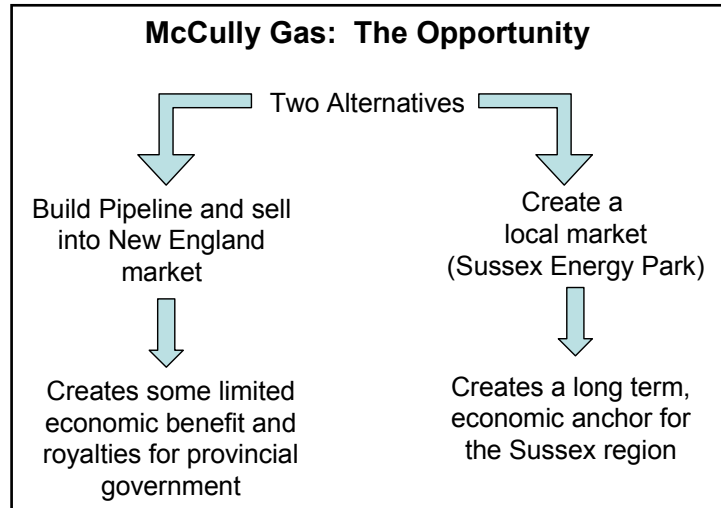 McCully Gas:  The Opportunity
Two Alternatives
Build Pipeline and sell
into New England
market
Creates some limited
economic benefit and
royalties for provincial
government
Create a
local market
(Sussex Energy Park)
Creates a long term,
economic anchor for
the Sussex region